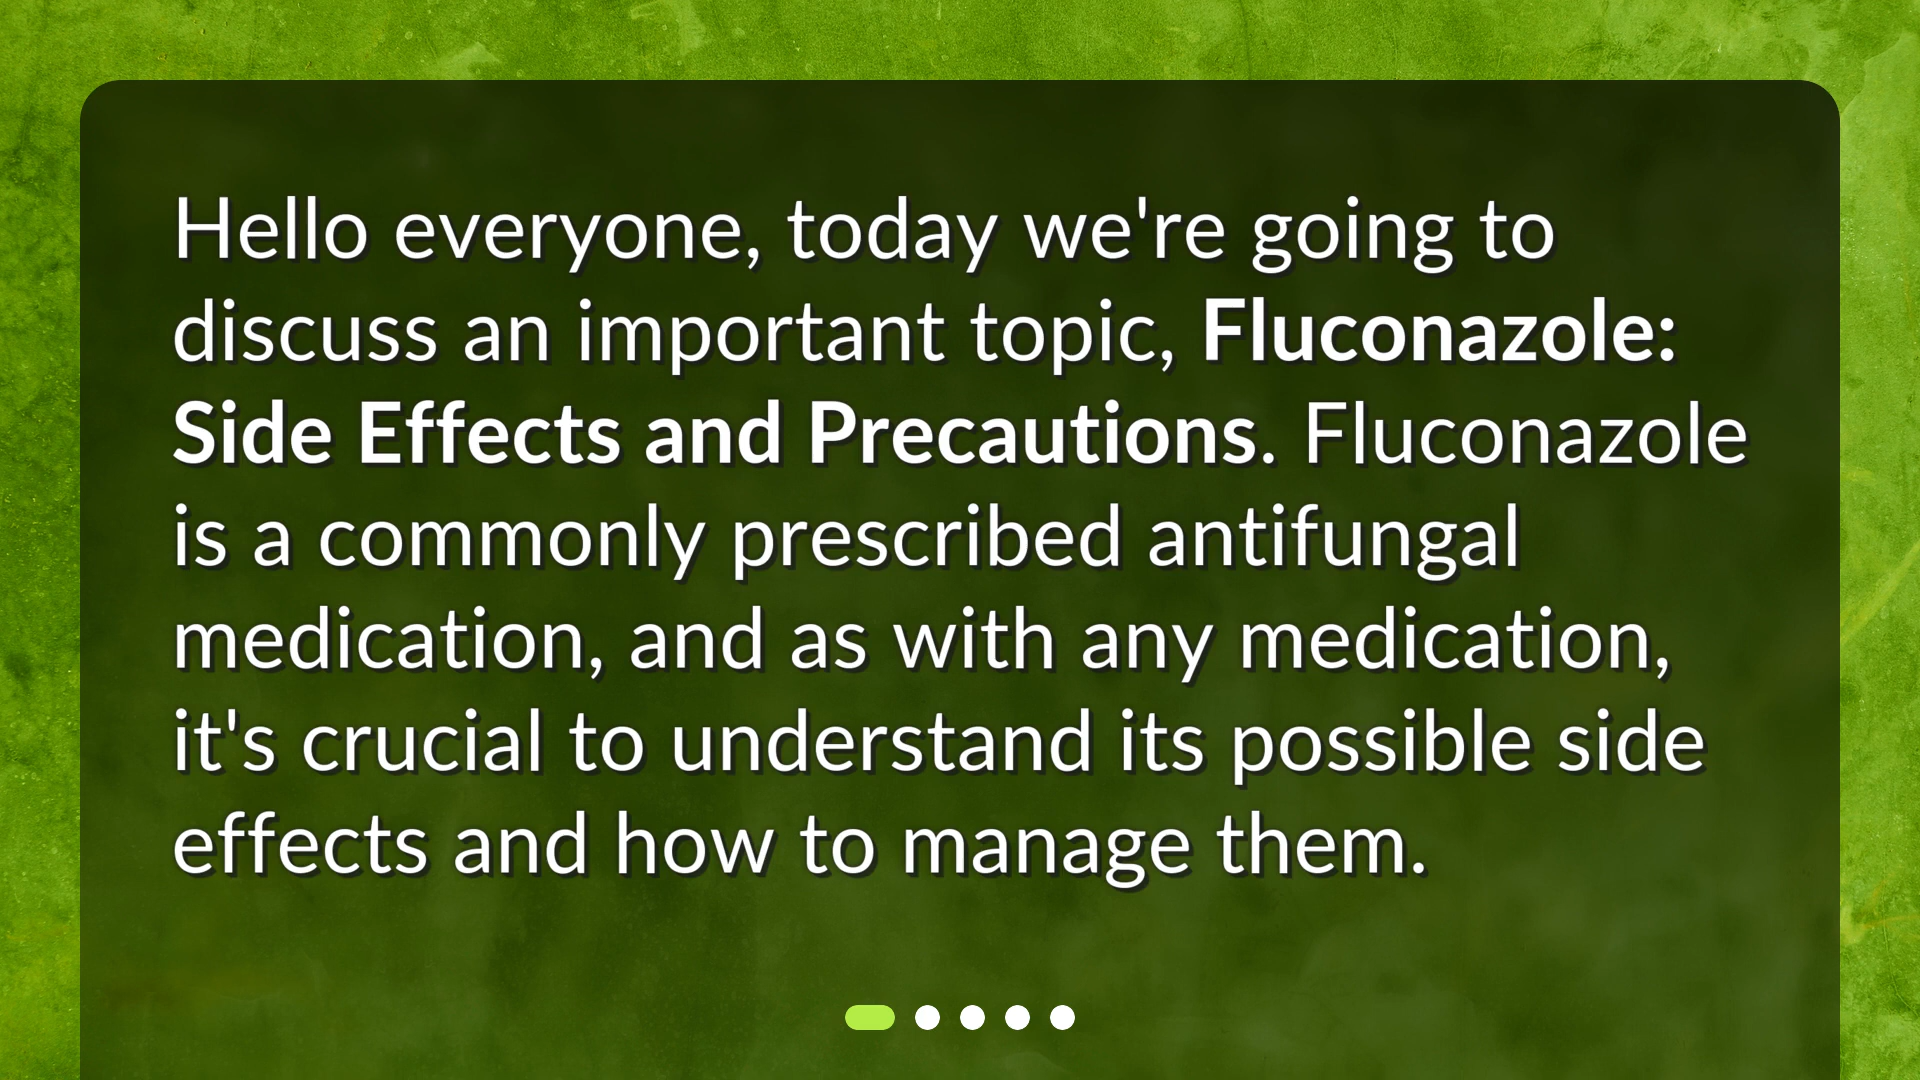 Hello everyone, today we're going to
discuss an important topic, Fluconazole:
Side Effects and Precautions. Fluconazole
is a commonly prescribed antifungal
medication, and as with any medication,
it's crucial to understand its possible side
effects and how to manage them.